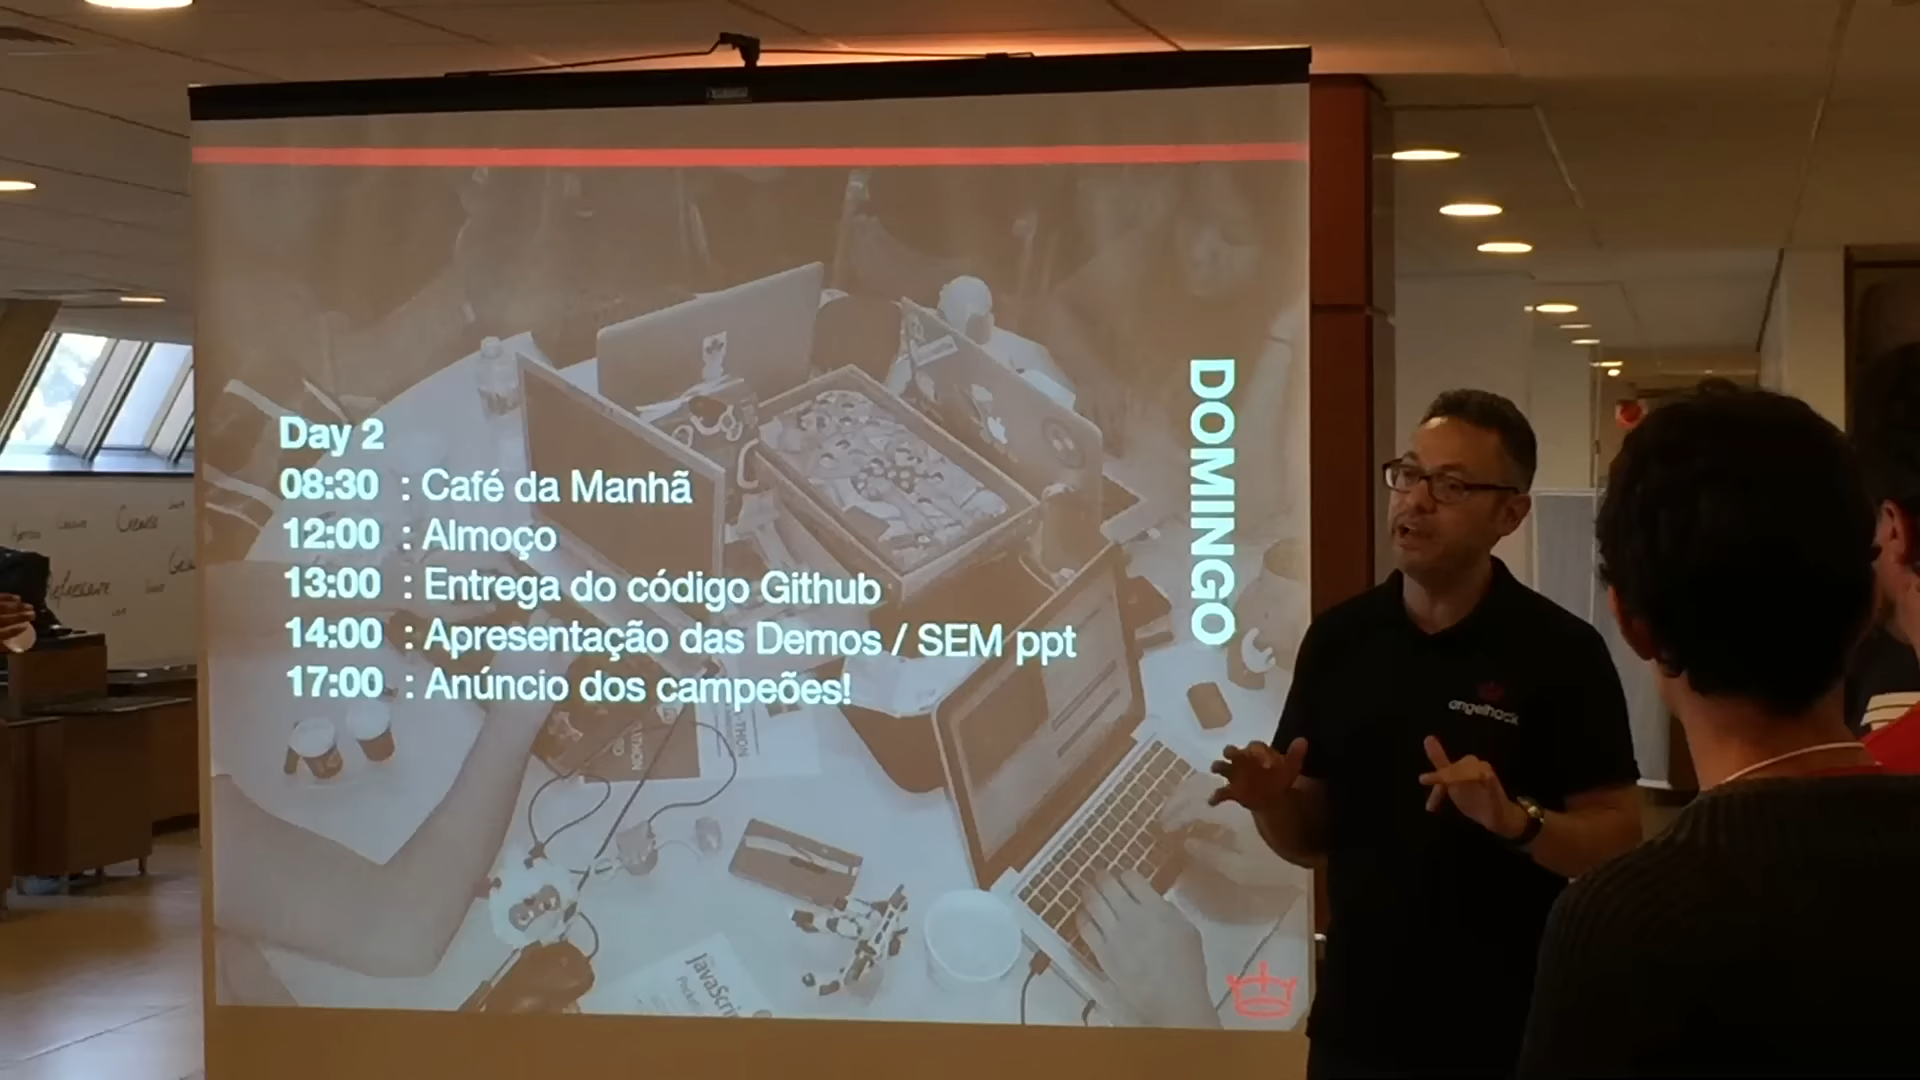 Day 2
08:30 : Café da Manhã
12:00 : Almoço
13:00 : Entrega do código Github
14:00 : Apresentação das Demos / SEM ppt
17:00 : Anúncio dos campeões!
DOMINGO
angelhack
JavaScript